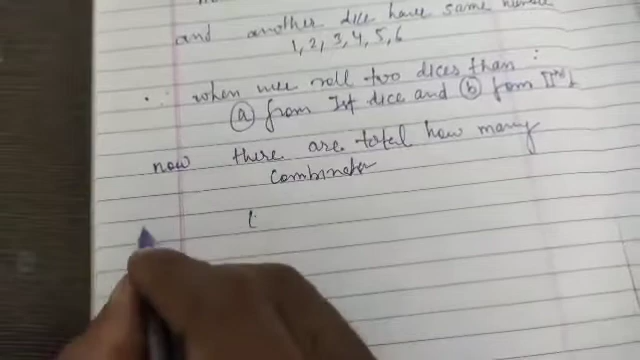 and another dice have same
1, 2, 3, 4, 5, 6
∴ when we roll two dices than :
(a) from Ist dice and (b) from IInd
now there are total how many
combination
(